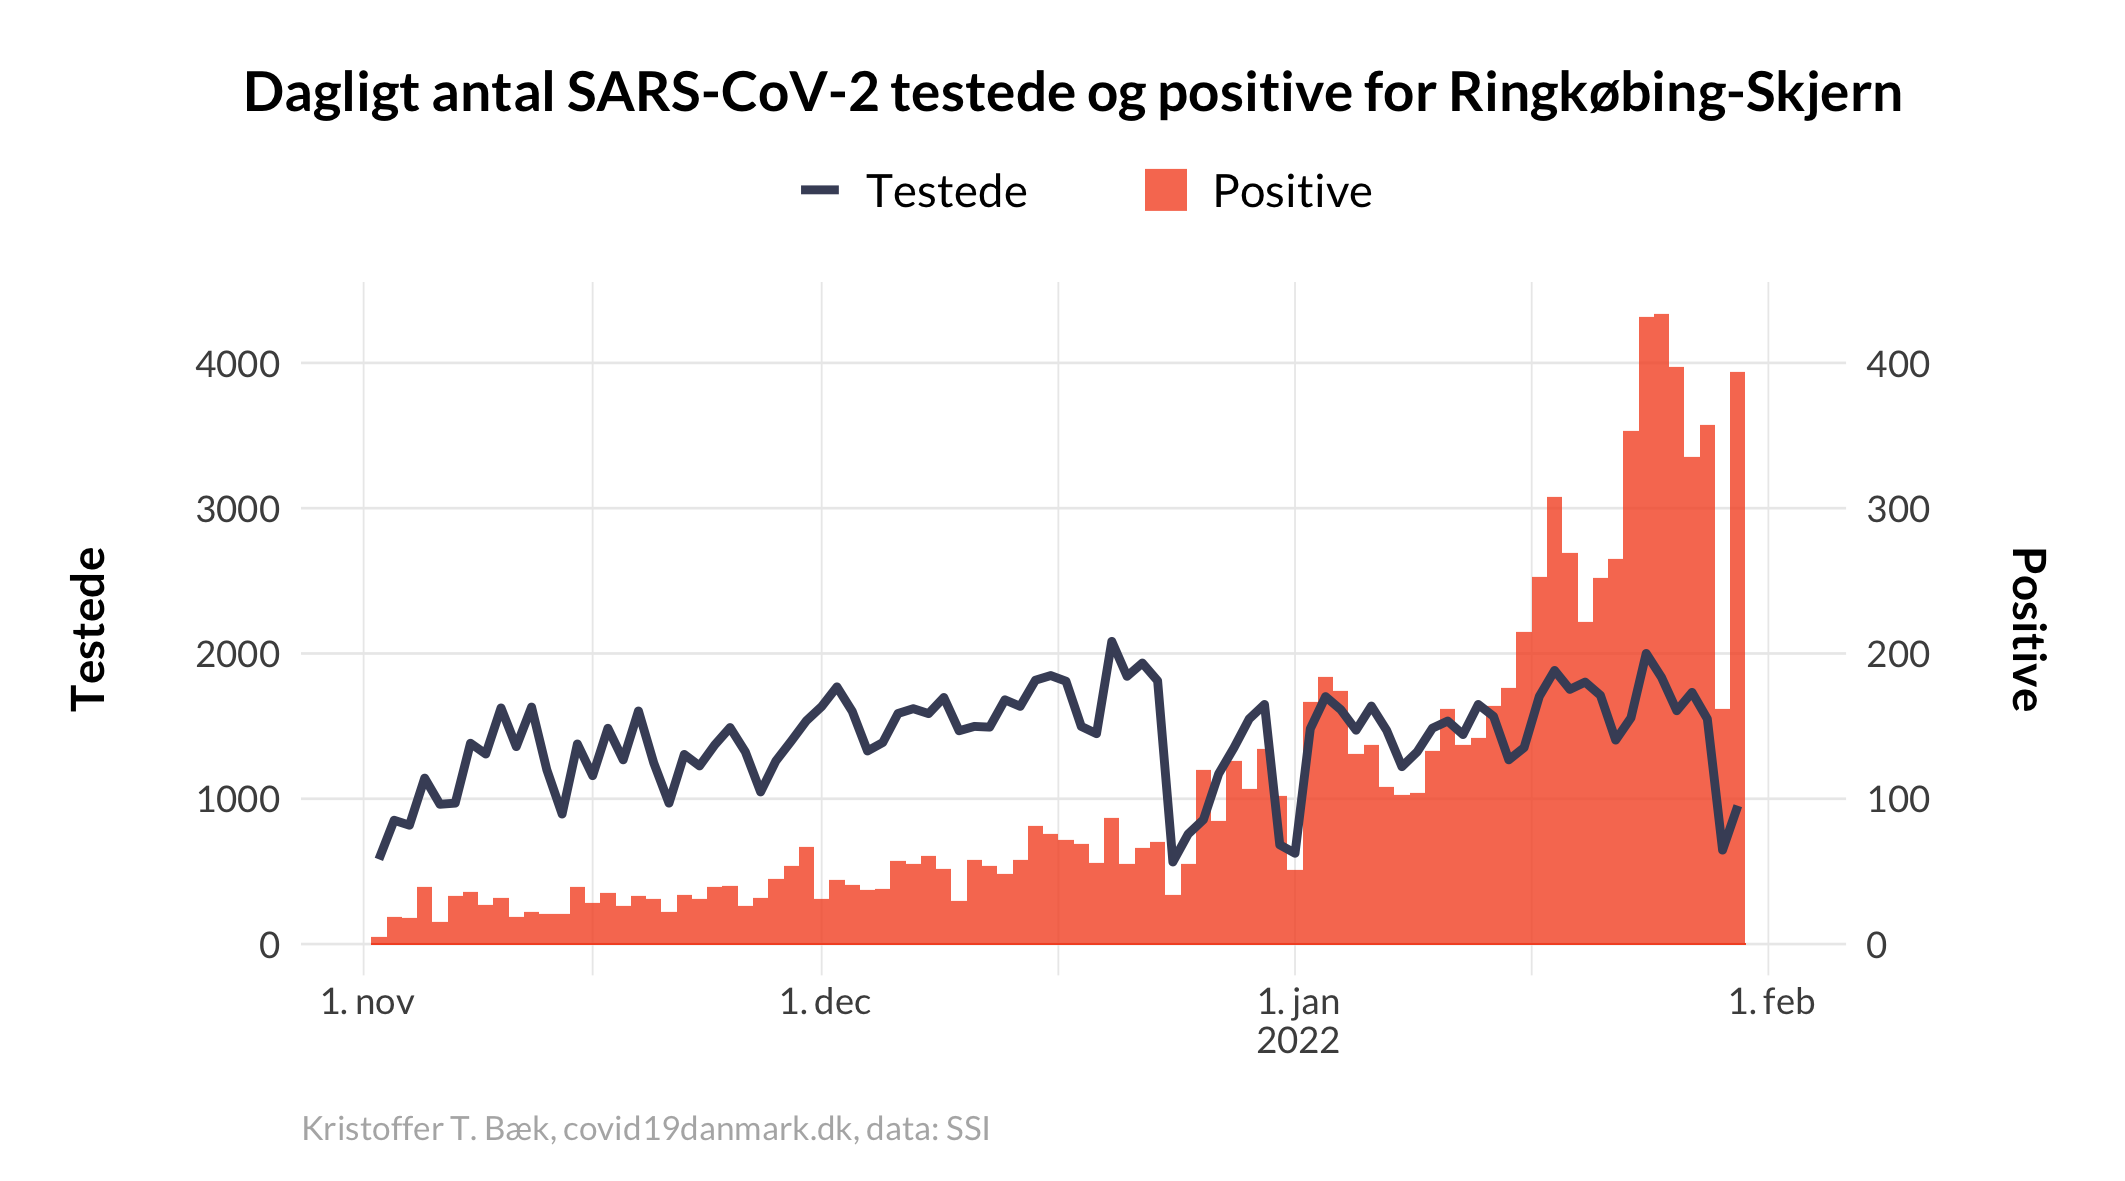 Dagligt antal SARS-CoV-2 testede og positive for Ringkøbing-Skjern
Testede Positive
4000 400
3000 300
2000 200
1000 100
0 0
Testede
Positive
1. nov 1. dec 1. jan 1. feb
2022
Kristoffer T. Bæk, covid19danmark.dk, data: SSI